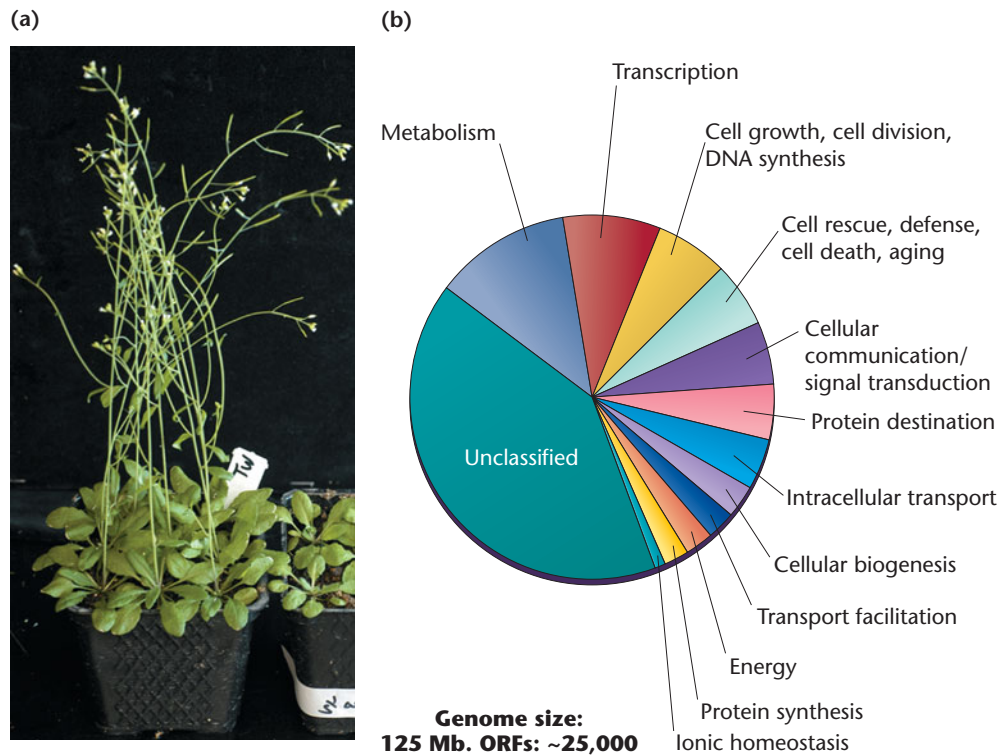 (a)
(b)
Transcription
Metabolism
Cell growth, cell division,
DNA synthesis
Cell rescue, defense,
cell death, aging
Cellular
communication/
signal transduction
Protein destination
Unclassified
Intracellular transport
Cellular biogenesis
Transport facilitation
Energy
Protein synthesis
Ionic homeostasis
Genome size:
125 Mb. ORFs: ~25,000
TW